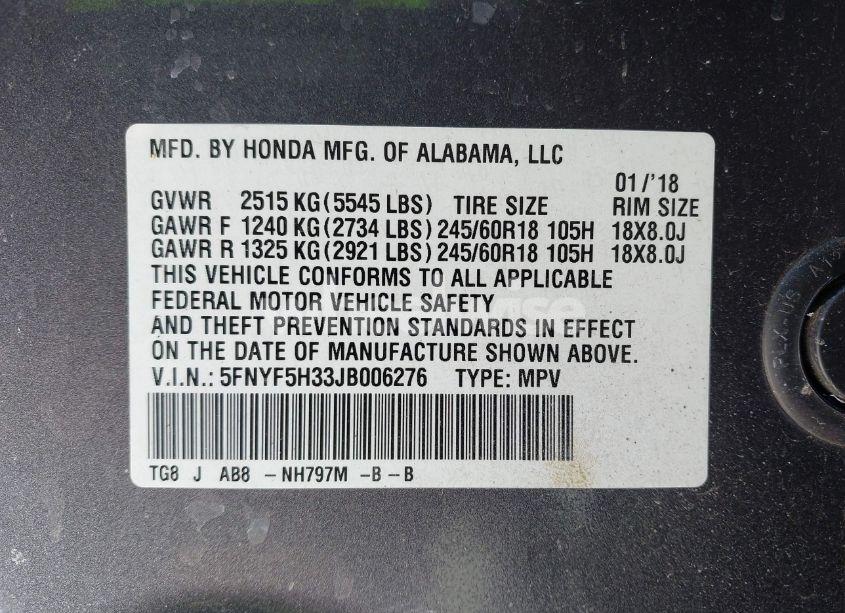 MFD. BY HONDA MFG. OF ALABAMA, LLC
01/'18
GVWR 2515 KG(5545 LBS) TIRE SIZE RIM SIZE
GAWR F 1240 KG(2734 LBS) 245/60R18 105H 18X8.0J
GAWR R 1325 KG(2921 LBS) 245/60R18 105H 18X8.0J
THIS VEHICLE CONFORMS TO ALL APPLICABLE
FEDERAL MOTOR VEHICLE SAFETY
AND THEFT PREVENTION STANDARDS IN EFFECT
ON THE DATE OF MANUFACTURE SHOWN ABOVE.
V.I.N.: 5FNYF5H33JB006276 TYPE: MPV
TG8 J AB8 - NH797M -B-B